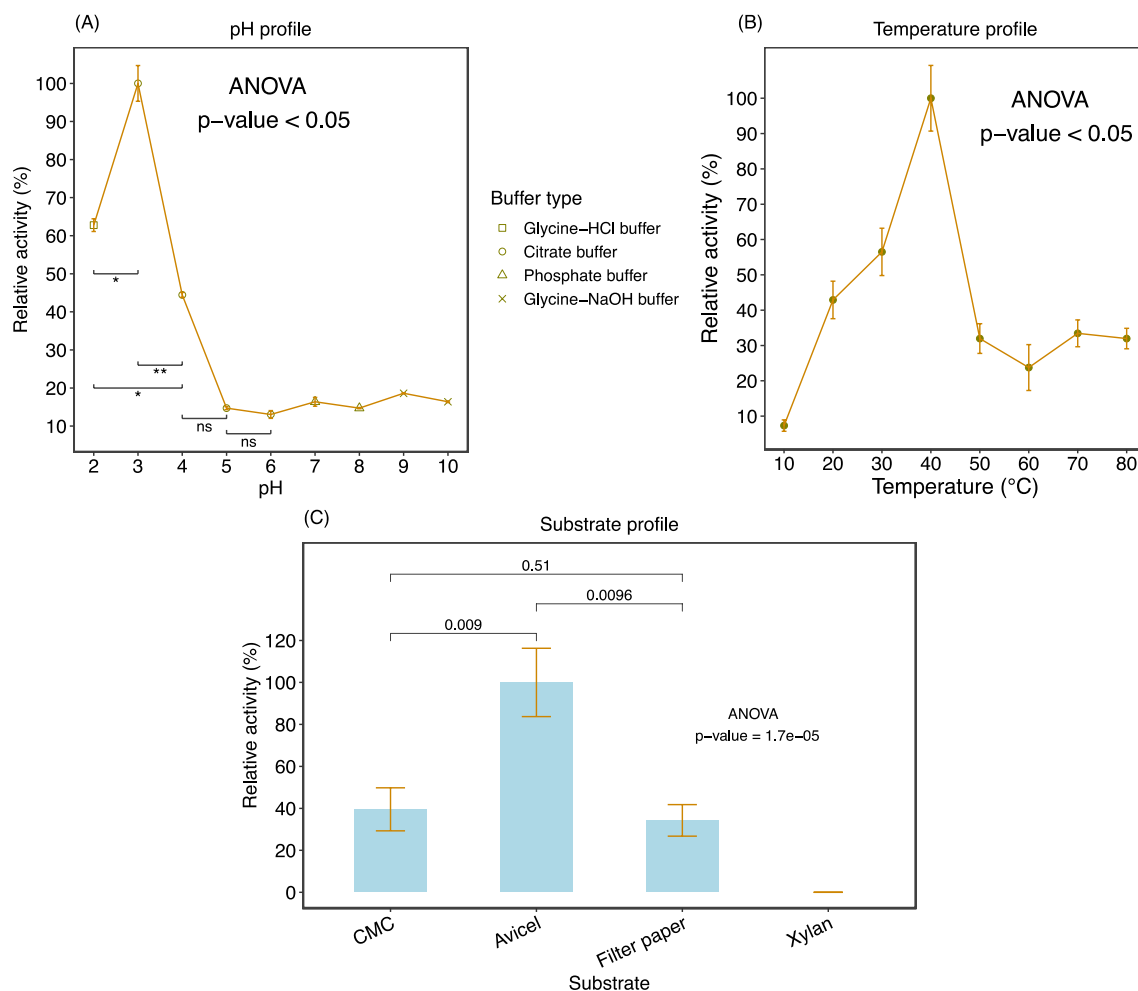 (A)
pH profile
ANOVA
p−value < 0.05
Relative activity (%)
100
90
80
70
60
50
40
30
20
10
*
**
*
ns
ns
2 3 4 5 6 7 8 9 10
pH
Buffer type
Glycine−HCl buffer
Citrate buffer
Phosphate buffer
Glycine−NaOH buffer
(B)
Temperature profile
ANOVA
p−value < 0.05
Relative activity (%)
100
90
80
70
60
50
40
30
20
10
10 20 30 40 50 60 70 80
Temperature (°C)
(C)
Substrate profile
0.51
0.0096
0.009
ANOVA
p−value = 1.7e−05
Relative activity (%)
120
100
80
60
40
20
0
CMC Avicel Filter paper Xylan
Substrate